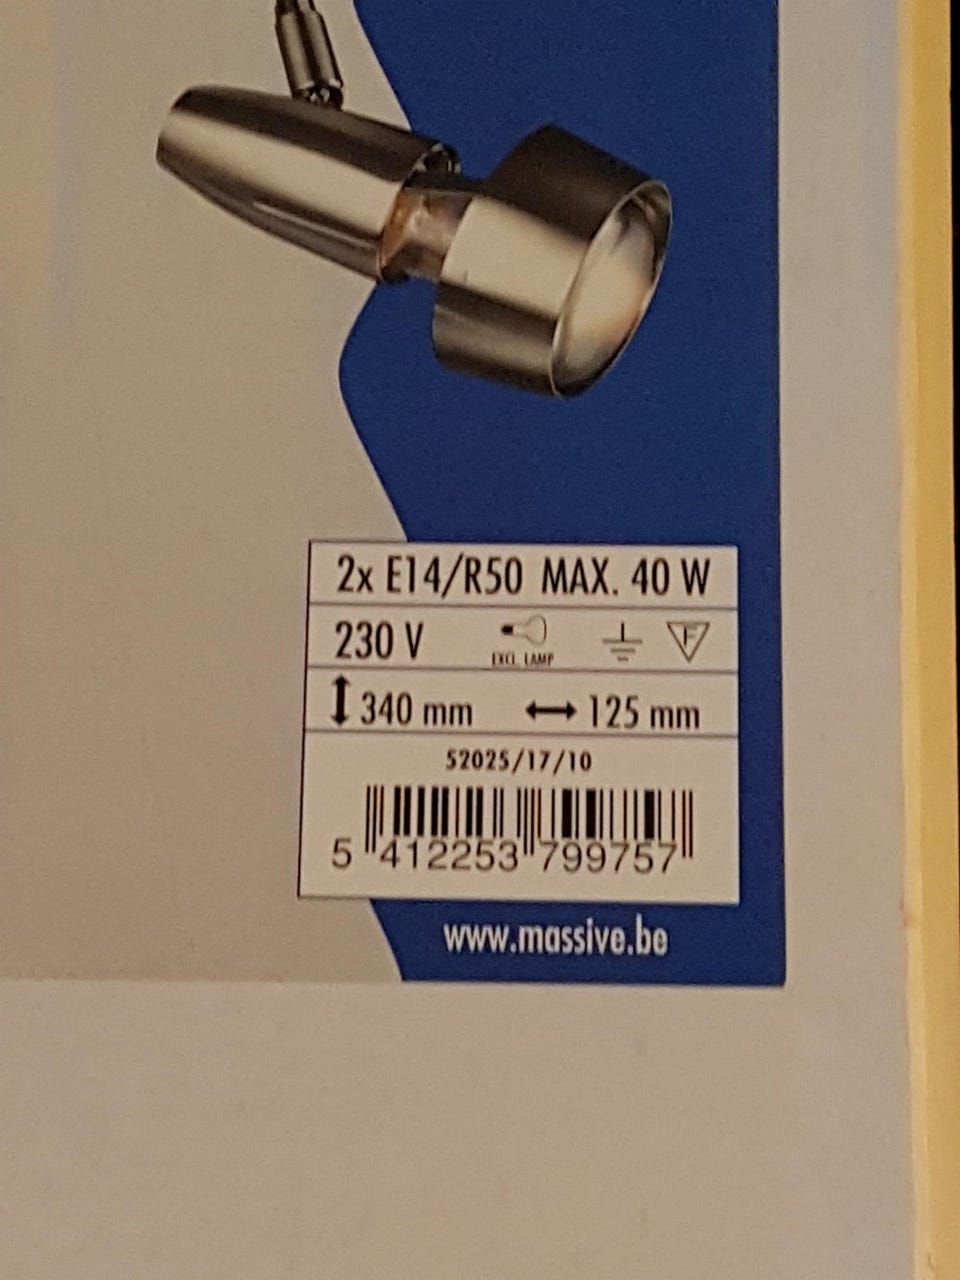 2x E14/R50 MAX. 40 W
230 V EXCL. LAMP F
340 mm 125 mm
52025/17/10
5 412253 799757
www.massive.be